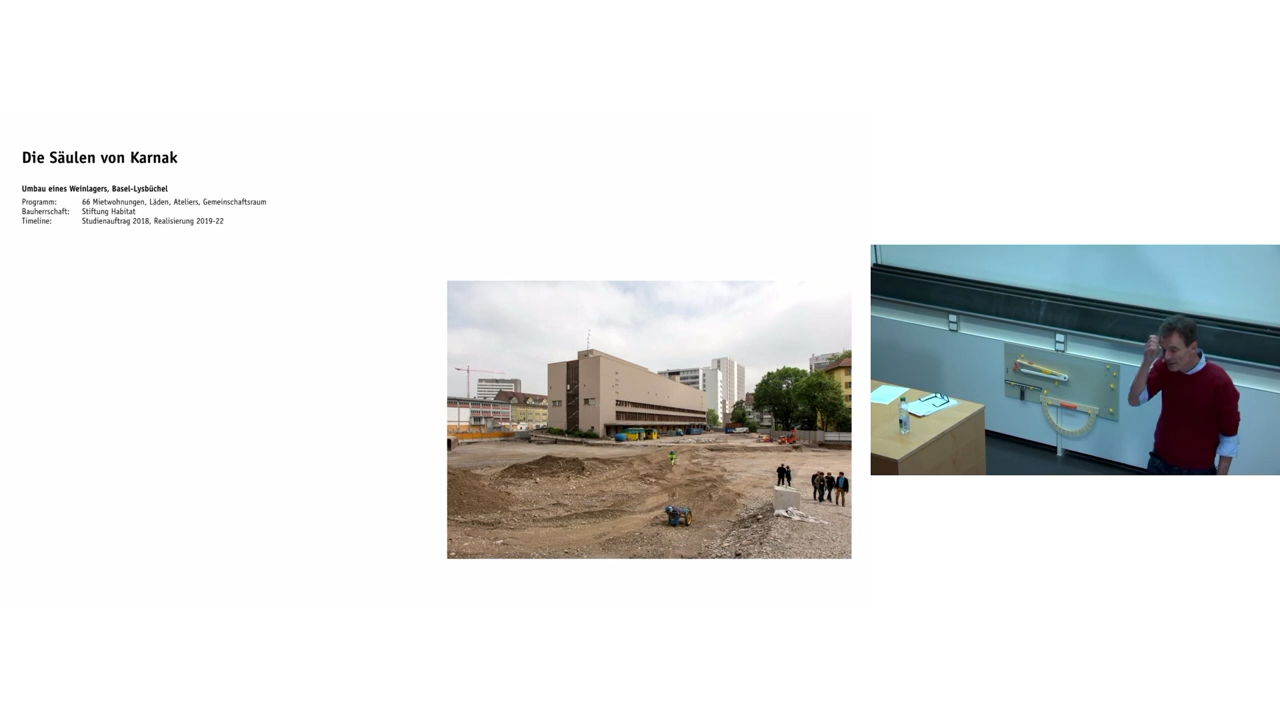 Die Säulen von Karnak
Umbau eines Weinlagers, Basel-Lysbüchel
Programm: 66 Mietwohnungen, Läden, Ateliers, Gemeinschaftsraum
Bauherrschaft: Stiftung Habitat
Timeline: Studienauftrag 2018, Realisierung 2019-22